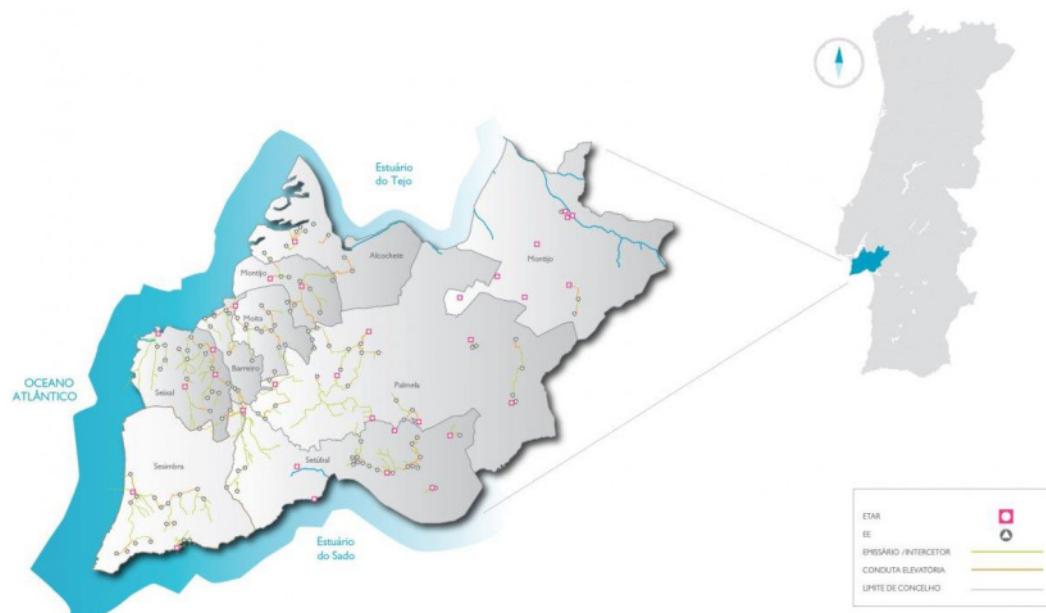 Estuário
do Tejo
Alcochete
Montijo
Montijo
Moita
Barreiro
OCEANO
ATLÂNTICO
Seixal
Palmela
Sesimbra
Setúbal
Estuário
do Sado
ETAR
EE
EMISSÁRIO /INTERCETOR
CONDUTA ELEVATÓRIA
LIMITE DE CONCELHO